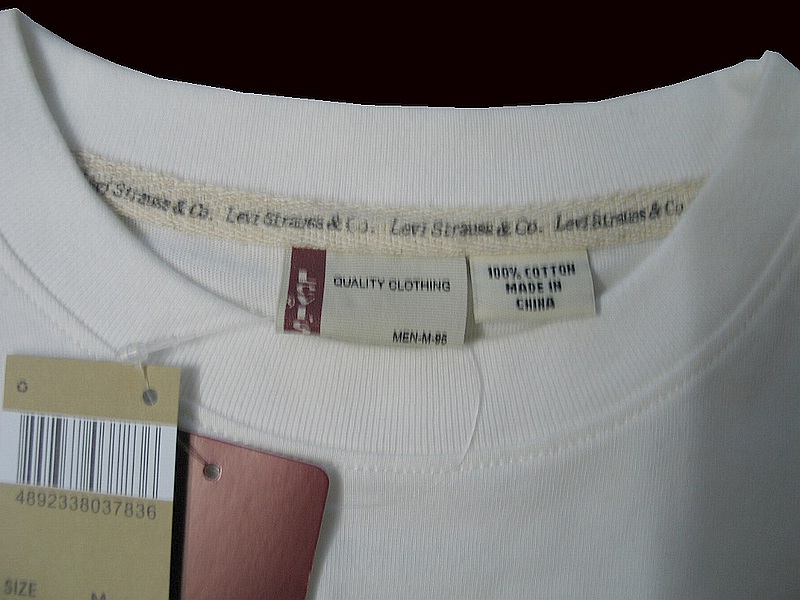 Levi Strauss & Co. Levi Strauss & Co. Levi Strauss & Co. Levi Strauss & Co.
LEVI'S
QUALITY CLOTHING
MEN-M-96
100% COTTON
MADE IN
CHINA
4892338037836
SIZE M